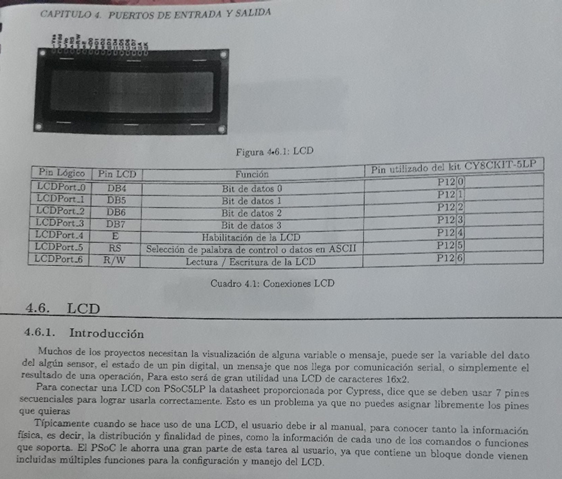 CAPITULO 4. PUERTOS DE ENTRADA Y SALIDA
Figura 4.6.1: LCD
Pin Lógico Pin LCD Función Pin utilizado del kit CY8CKIT-5LP
LCDPort_0 DB4 Bit de datos 0 P12[0]
LCDPort_1 DB5 Bit de datos 1 P12[1]
LCDPort_2 DB6 Bit de datos 2 P12[2]
LCDPort_3 DB7 Bit de datos 3 P12[3]
LCDPort_4 E Habilitación de la LCD P12[4]
LCDPort_5 RS Selección de palabra de control o datos en ASCII P12[5]
LCDPort_6 R/W Lectura / Escritura de la LCD P12[6]
Cuadro 4.1: Conexiones LCD
4.6. LCD
4.6.1. Introducción
Muchos de los proyectos necesitan la visualización de alguna variable o mensaje, puede ser la variable del dato
del algún sensor, el estado de un pin digital, un mensaje que nos llega por comunicación serial, o simplemente el
resultado de una operación, Para esto será de gran utilidad una LCD de caracteres 16x2.
Para conectar una LCD con PSoC5LP la datasheet proporcionada por Cypress, dice que se deben usar 7 pines
secuenciales para lograr usarla correctamente. Esto es un problema ya que no puedes asignar libremente los pines
que quieras
Típicamente cuando se hace uso de una LCD, el usuario debe ir al manual, para conocer tanto la información
física, es decir, la distribución y finalidad de pines, como la información de cada uno de los comandos o funciones
que soporta. El PSoC le ahorra una gran parte de esta tarea al usuario, ya que contiene un bloque donde vienen
incluidas múltiples funciones para la configuración y manejo del LCD.